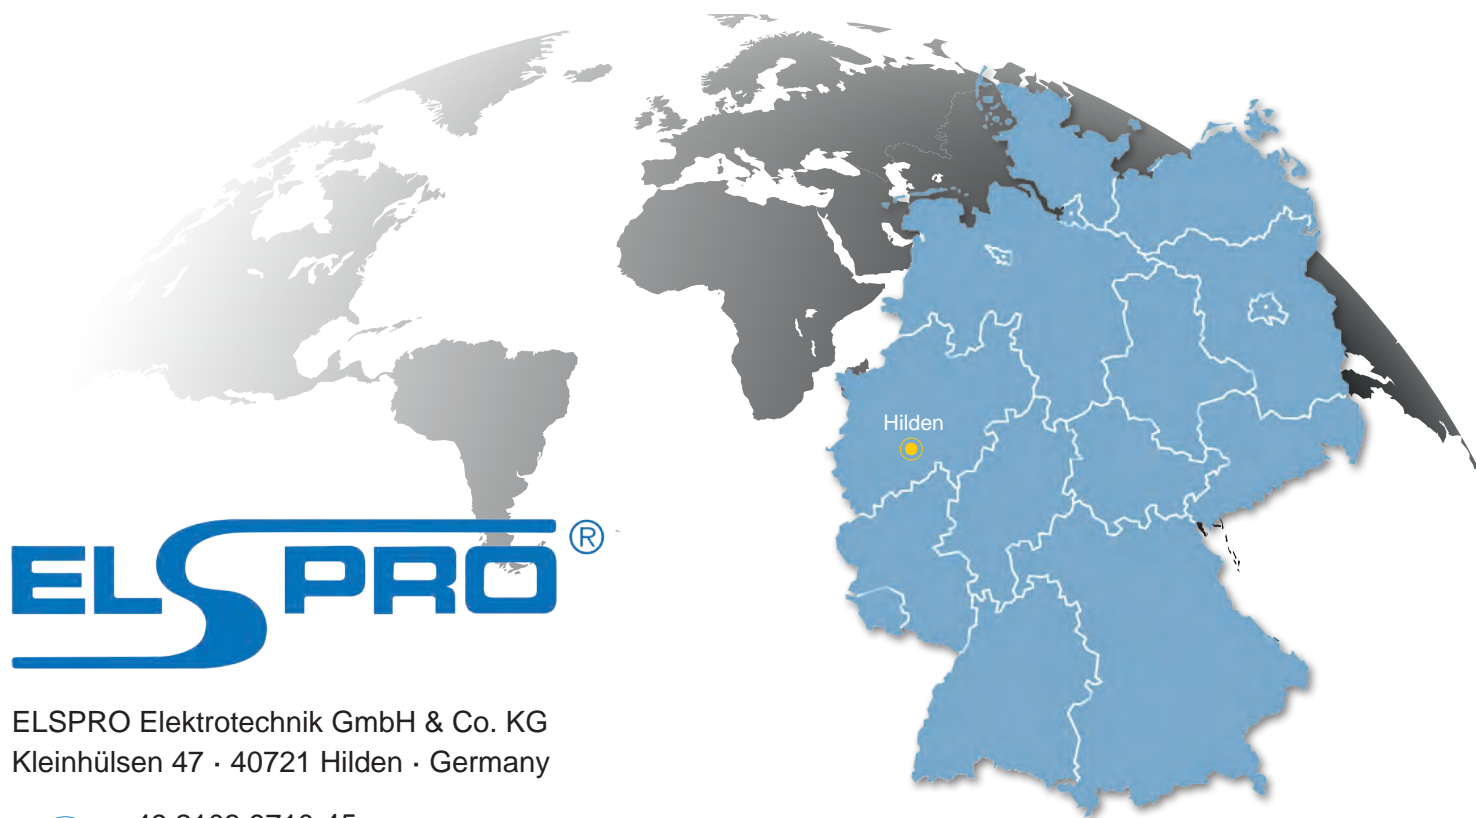 Hilden
ELSPRO®
ELSPRO Elektrotechnik GmbH & Co. KG
Kleinhülsen 47 · 40721 Hilden · Germany